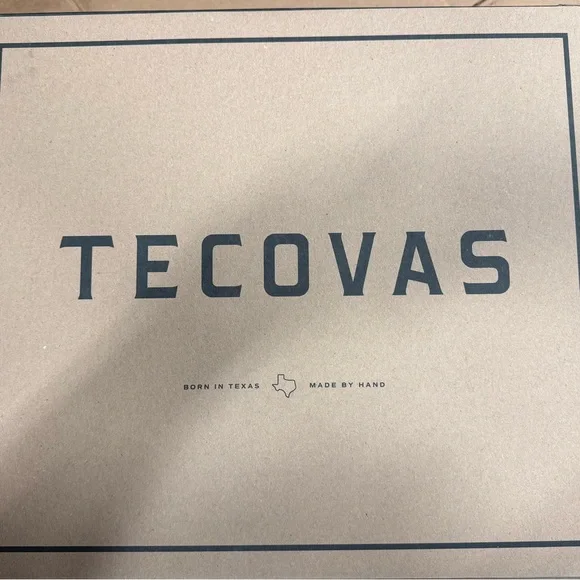 TECOVAS
BORN IN TEXAS MADE BY HAND